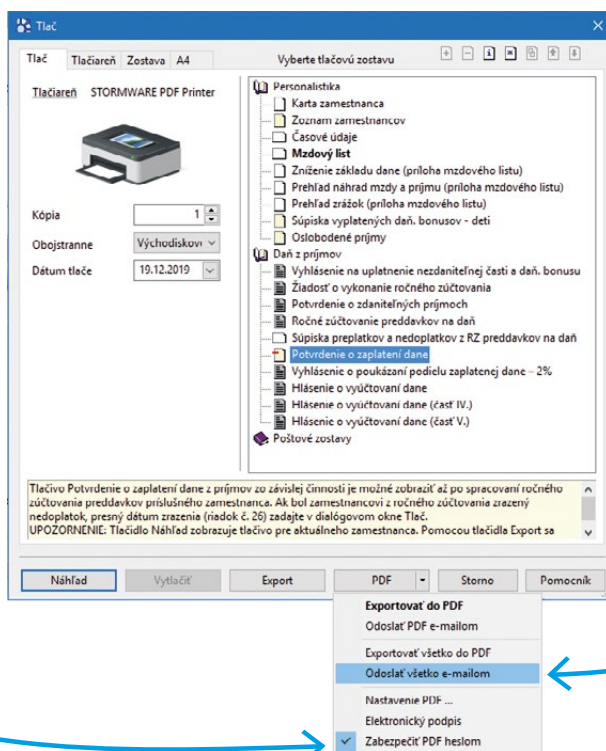 Tlač
Tlač Tlačiareň Zostava A4
Vyberte tlačovú zostavu
Tlačiareň STORMWARE PDF Printer
Kópia 1
Obojstranne Východiskov
Dátum tlače 19.12.2019
Personalistika
Karta zamestnanca
Zoznam zamestnancov
Časové údaje
Mzdový list
Zníženie základu dane (príloha mzdového listu)
Prehľad náhrad mzdy a príjmu (príloha mzdového listu)
Prehľad zrážok (príloha mzdového listu)
Súpiska vyplatených daň. bonusov - deti
Oslobodené príjmy
Daň z príjmov
Vyhlásenie na uplatnenie nezdaniteľnej časti a daň. bonusu
Žiadosť o vykonanie ročného zúčtovania
Potvrdenie o zdaniteľných príjmoch
Ročné zúčtovanie preddavkov na daň
Súpiska preplatkov a nedoplatkov z RZ preddavkov na daň
Potvrdenie o zaplatení dane
Vyhlásenie o poukázaní podielu zaplatenej dane – 2%
Hlásenie o vyúčtovaní dane
Hlásenie o vyúčtovaní dane (časť IV.)
Hlásenie o vyúčtovaní dane (časť V.)
Poštové zostavy
Tlačivo Potvrdenie o zaplatení dane z príjmov zo závislej činnosti je možné zobraziť až po spracovaní ročného
zúčtovania preddavkov príslušného zamestnanca. Ak bol zamestnancovi z ročného zúčtovania zrazený
nedoplatok, presný dátum zrazenia (riadok č. 26) zadajte v dialógovom okne Tlač.
UPOZORNENIE: Tlačidlo Náhľad zobrazuje tlačivo pre aktuálneho zamestnanca. Pomocou tlačidla Export sa
Náhľad Vytlačiť Export PDF Storno Pomocník
Exportovať do PDF
Odoslať PDF e-mailom
Exportovať všetko do PDF
Odoslať všetko e-mailom
Nastavenie PDF ...
Elektronický podpis
Zabezpečiť PDF heslom